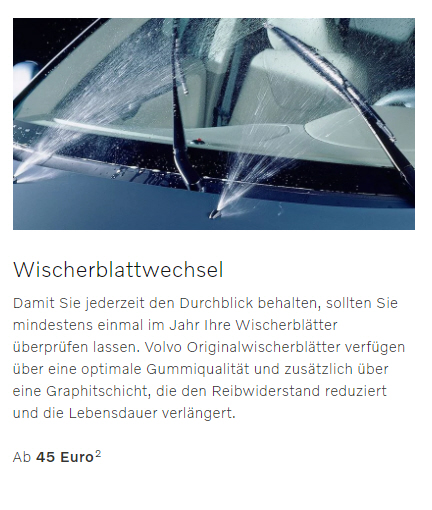 Wischerblattwechsel
Damit Sie jederzeit den Durchblick behalten, sollten Sie
mindestens einmal im Jahr Ihre Wischerblätter
überprüfen lassen. Volvo Originalwischerblätter verfügen
über eine optimale Gummiqualität und zusätzlich über
eine Graphitschicht, die den Reibwiderstand reduziert
und die Lebensdauer verlängert.
Ab 45 Euro²